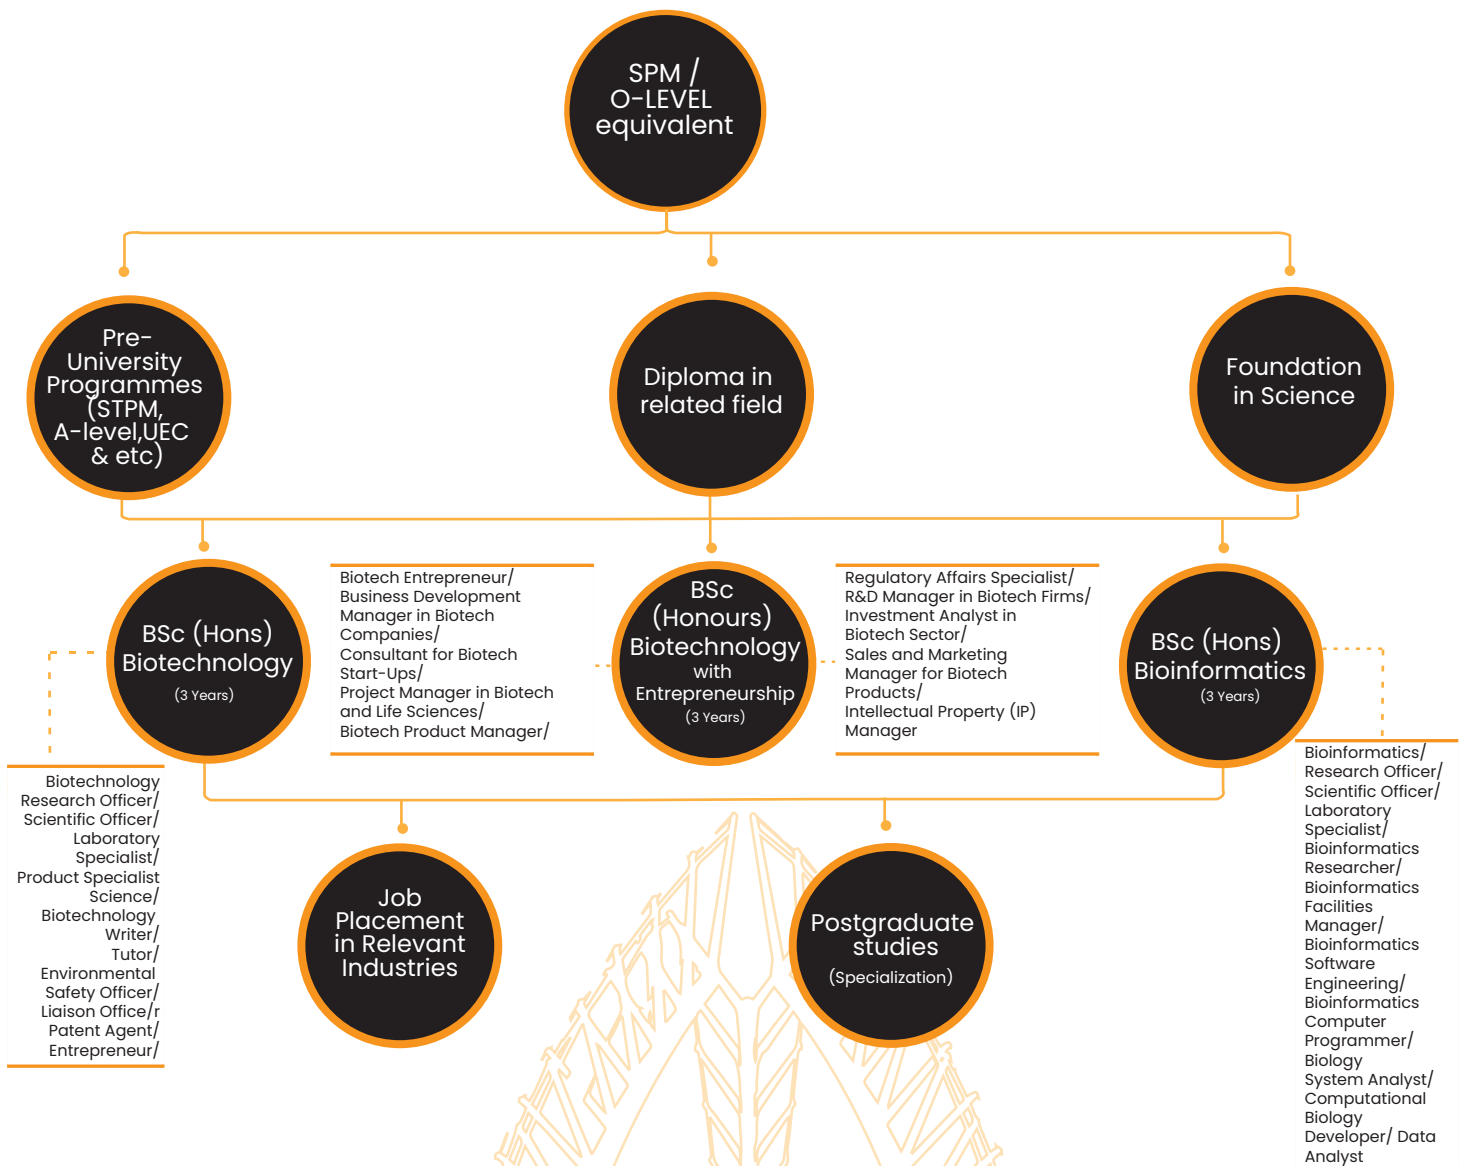 SPM /
O-LEVEL
equivalent
Pre-
University
Programmes
(STPM,
A-level,UEC
& etc)
Diploma in
related field
Foundation
in Science
BSc (Hons)
Biotechnology
(3 Years)
Biotech Entrepreneur/
Business Development
Manager in Biotech
Companies/
Consultant for Biotech
Start-Ups/
Project Manager in Biotech
and Life Sciences/
Biotech Product Manager/
BSc
(Honours)
Biotechnology
with
Entrepreneurship
(3 Years)
Regulatory Affairs Specialist/
R&D Manager in Biotech Firms/
Investment Analyst in
Biotech Sector/
Sales and Marketing
Manager for Biotech
Products/
Intellectual Property (IP)
Manager
BSc (Hons)
Bioinformatics
(3 Years)
Biotechnology
Research Officer/
Scientific Officer/
Laboratory
Specialist/
Product Specialist
Science/
Biotechnology
Writer/
Tutor/
Environmental
Safety Officer/
Liaison Office/r
Patent Agent/
Entrepreneur/
Job
Placement
in Relevant
Industries
Postgraduate
studies
(Specialization)
Bioinformatics/
Research Officer/
Scientific Officer/
Laboratory
Specialist/
Bioinformatics
Researcher/
Bioinformatics
Facilities
Manager/
Bioinformatics
Software
Engineering/
Bioinformatics
Computer
Programmer/
Biology
System Analyst/
Computational
Biology
Developer/ Data
Analyst